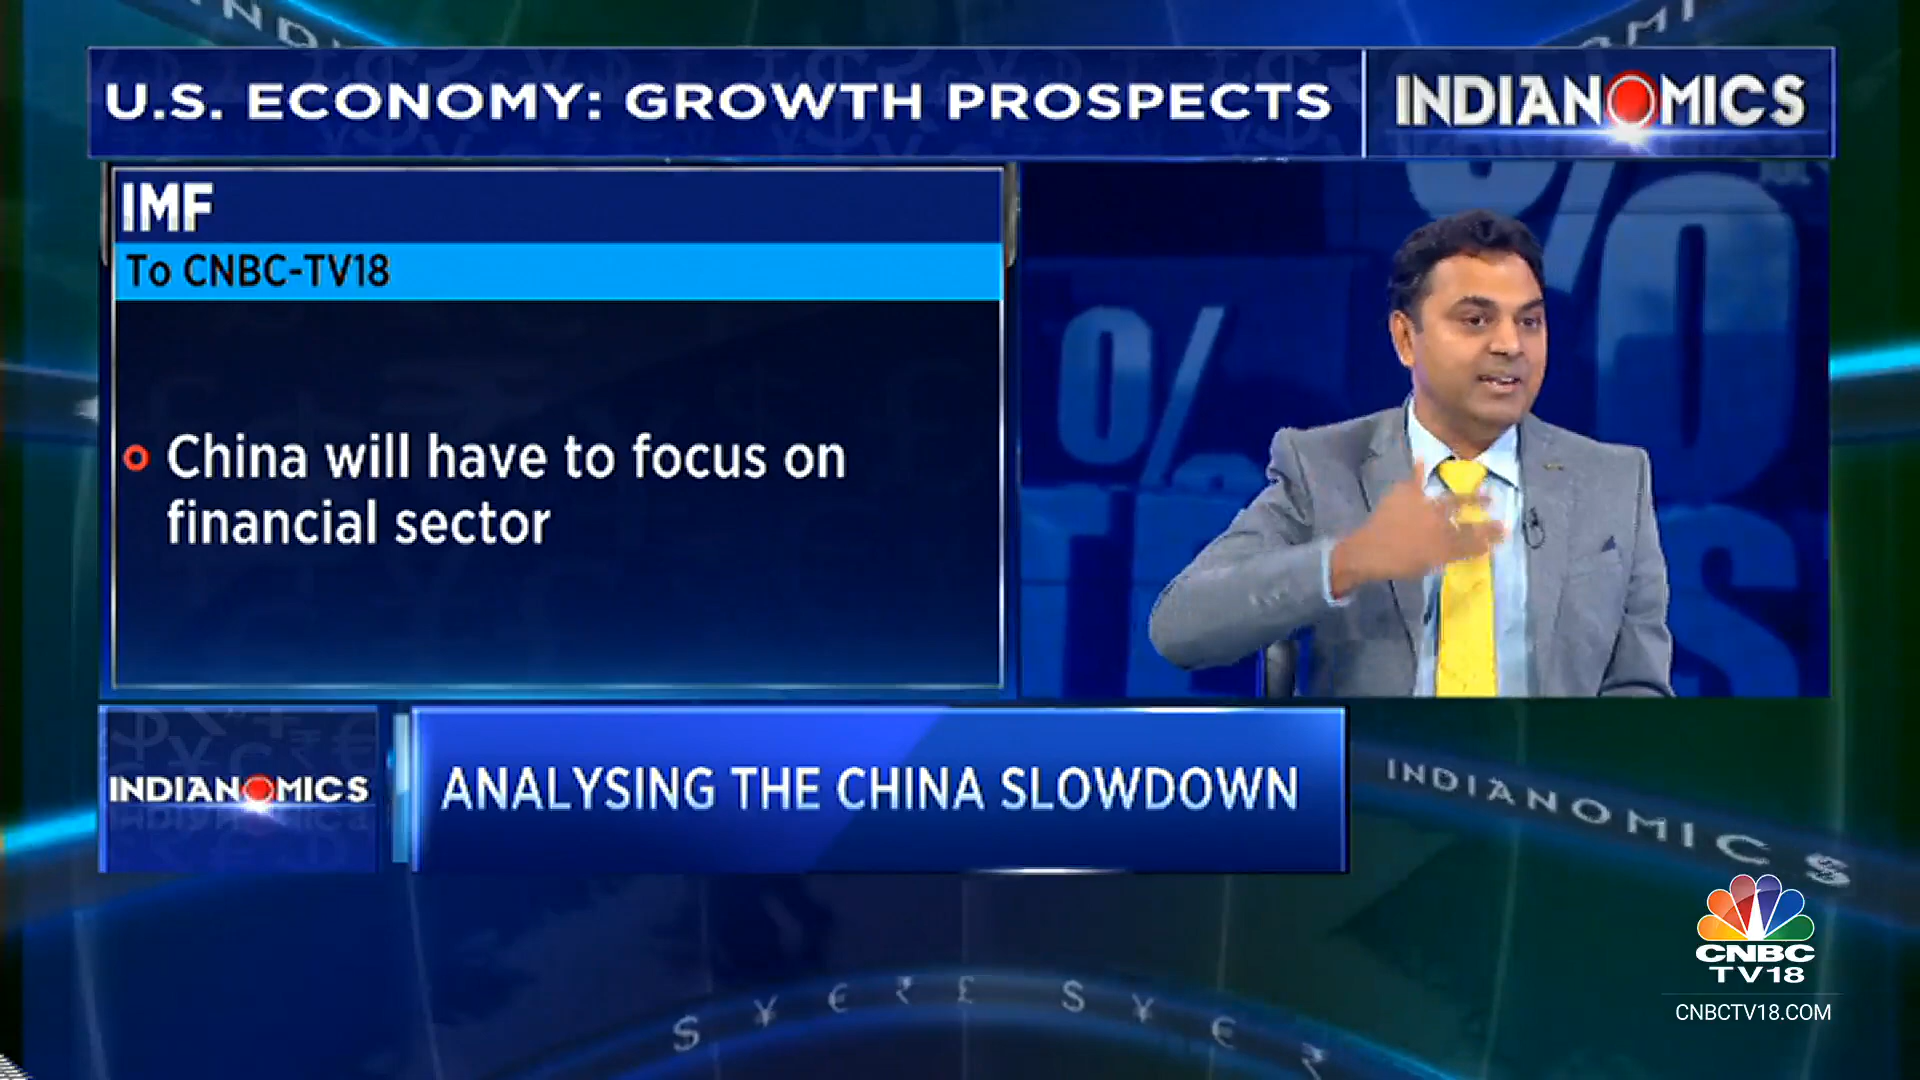 U.S. ECONOMY: GROWTH PROSPECTS
INDIANOMICS
IMF
To CNBC-TV18
China will have to focus on
financial sector
INDIANOMICS
ANALYSING THE CHINA SLOWDOWN
INDIANOMICS
CNBC
TV18
CNBCTV18.COM
$ ¥ € ₹ £ $ ¥ € ₹